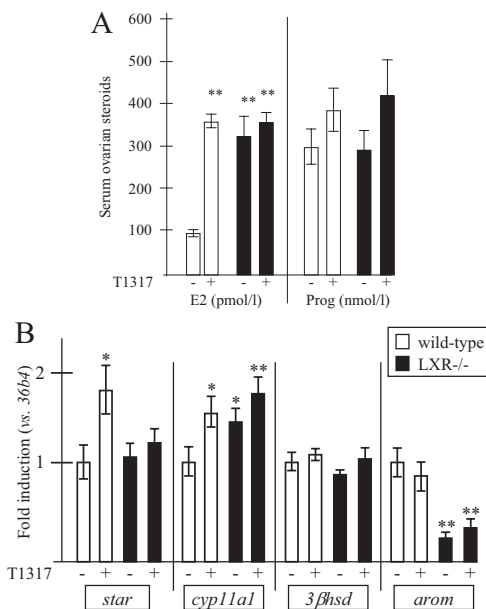 A
Serum ovarian steroids
600
500
400
300
200
100
** ** **
T1317 - + - + - + - +
E2 (pmol/l) Prog (nmol/l)
B
wild-type
LXR-/-
Fold induction (vs. 36b4)
2
1
* * * ** ** **
T1317 - + - + - + - + - + - + - + - +
star cyp11a1 3βhsd arom